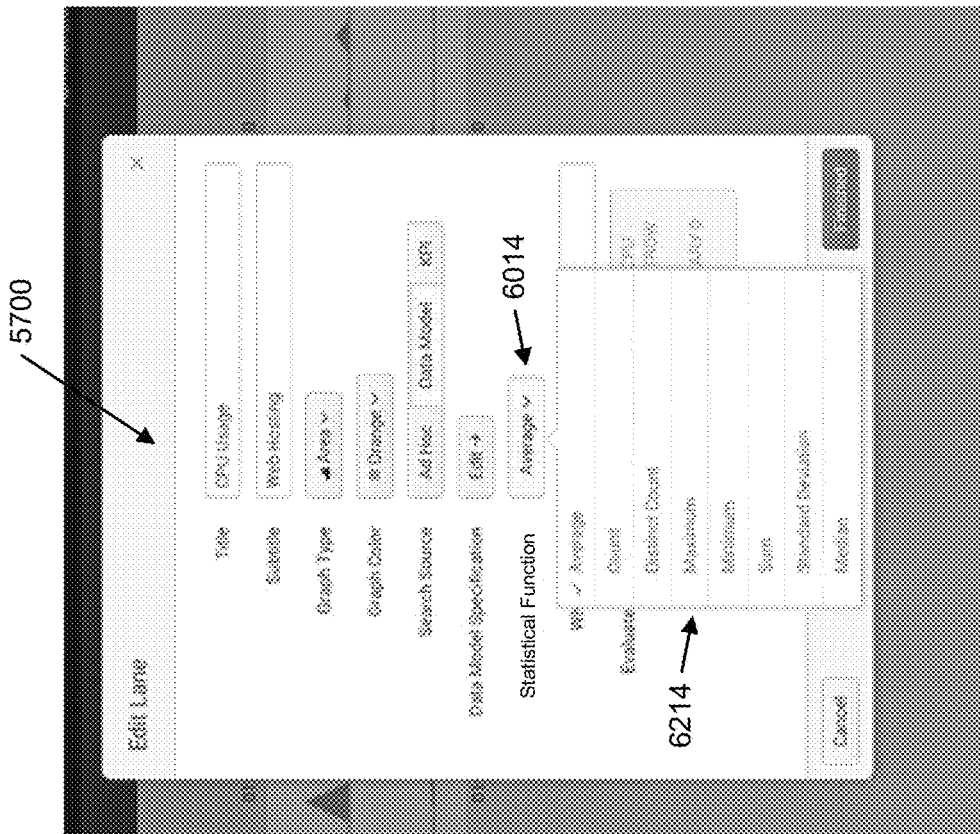 5700
Edit Lane ×
Title CPU Usage
Subtitle Web Hosting
Graph Type Area
Graph Color Orange
Search Source Ad Hoc Data Model KPI
Data Model Specification Edit →
Statistical Function Average 6014
✓ Average
Count
Evaluate
Distinct Count
6214
Maximum
Minimum
Sum
Standard Deviation
Median
Cancel